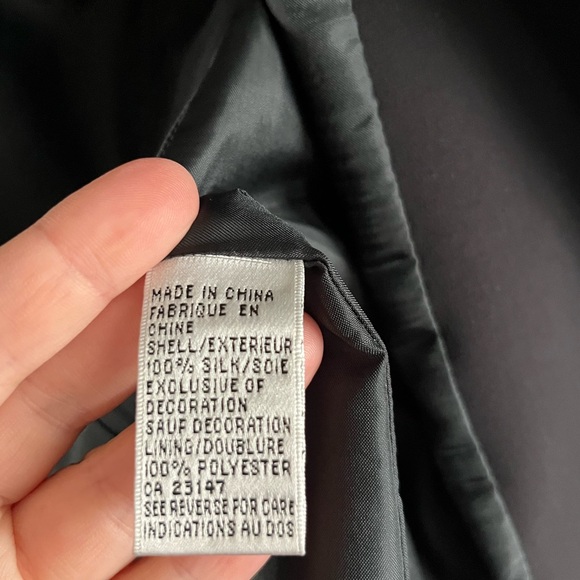 MADE IN CHINA
FABRIQUE EN
CHINE
SHELL/EXTERIEUR
100% SILK/SOIE
EXCLUSIVE OF
DECORATION
SAUF DECORATION
LINING/DOUBLURE
100% POLYESTER
CA 23147
SEE REVERSE FOR CARE
INDICATIONS AU DOS